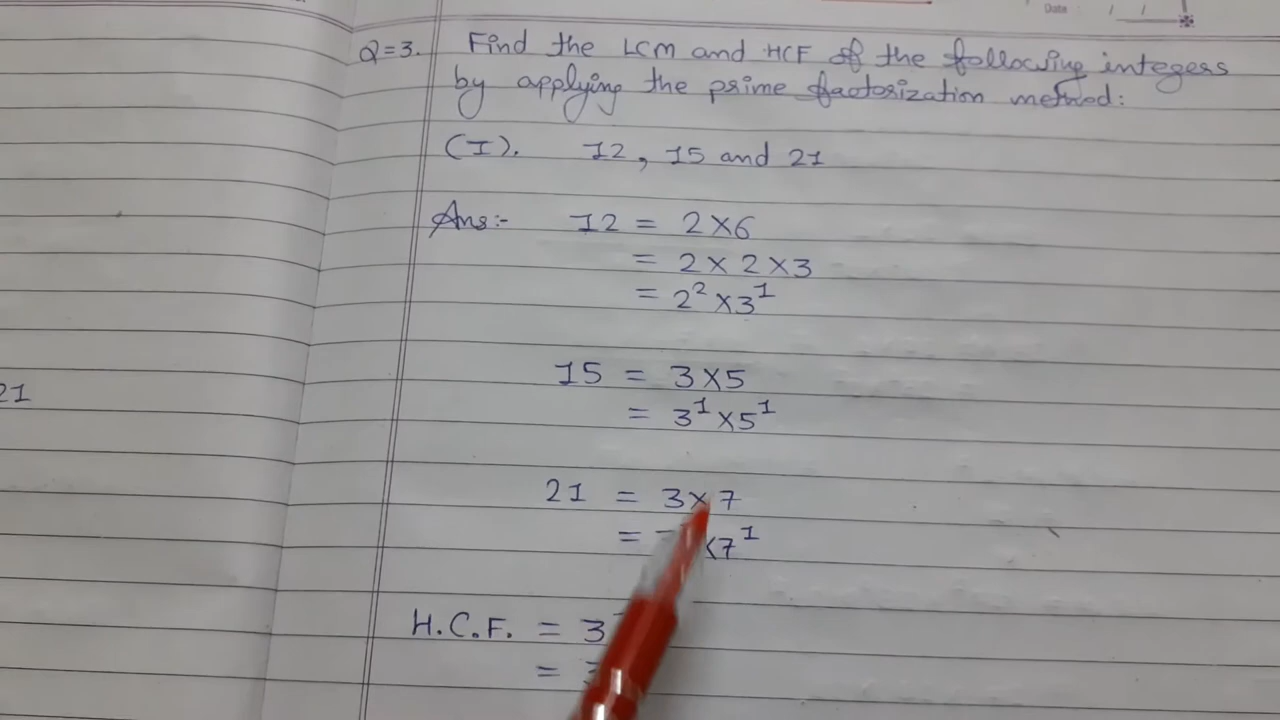 Date / /
Q=3. Find the LCM and HCF of the following integers
by applying the prime factorization method:
(I). 12, 15 and 21
Ans:- 12 = 2×6
= 2×2×3
= 2²×3¹
15 = 3×5
= 3¹×5¹
21
21 = 3×7
= ×7¹
H.C.F. = 3
=